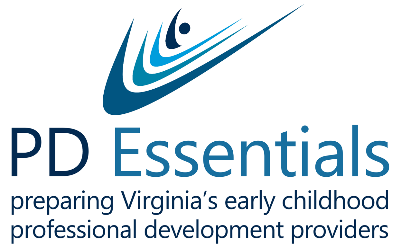 PD Essentials
preparing Virginia's early childhood
professional development providers